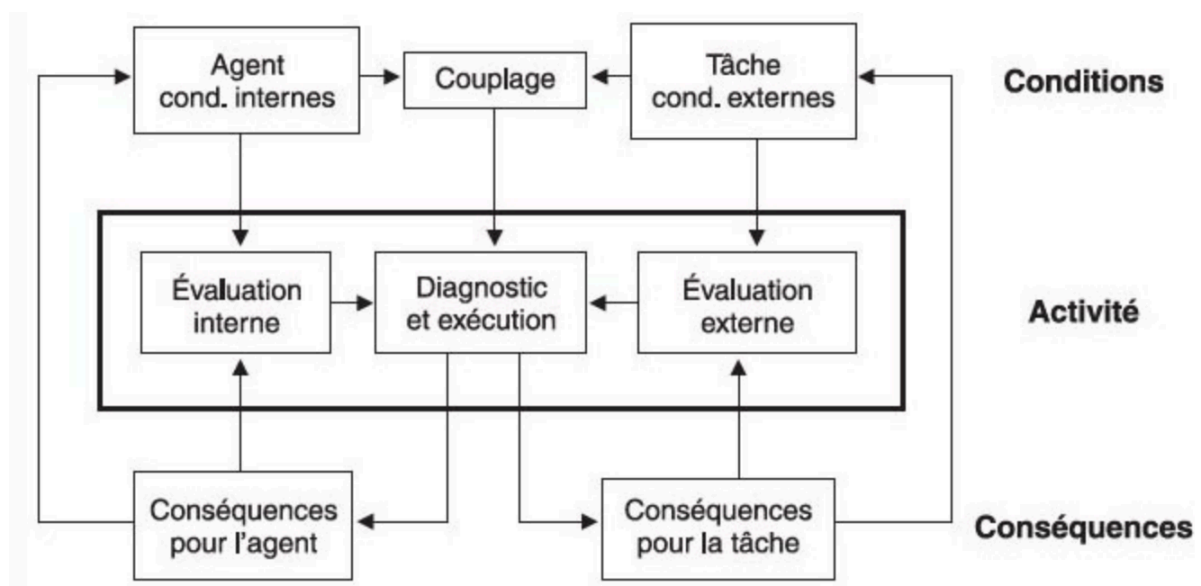 Agent
cond. internes
Couplage
Tâche
cond. externes
Conditions
Évaluation
interne
Diagnostic
et exécution
Évaluation
externe
Activité
Conséquences
pour l'agent
Conséquences
pour la tâche
Conséquences